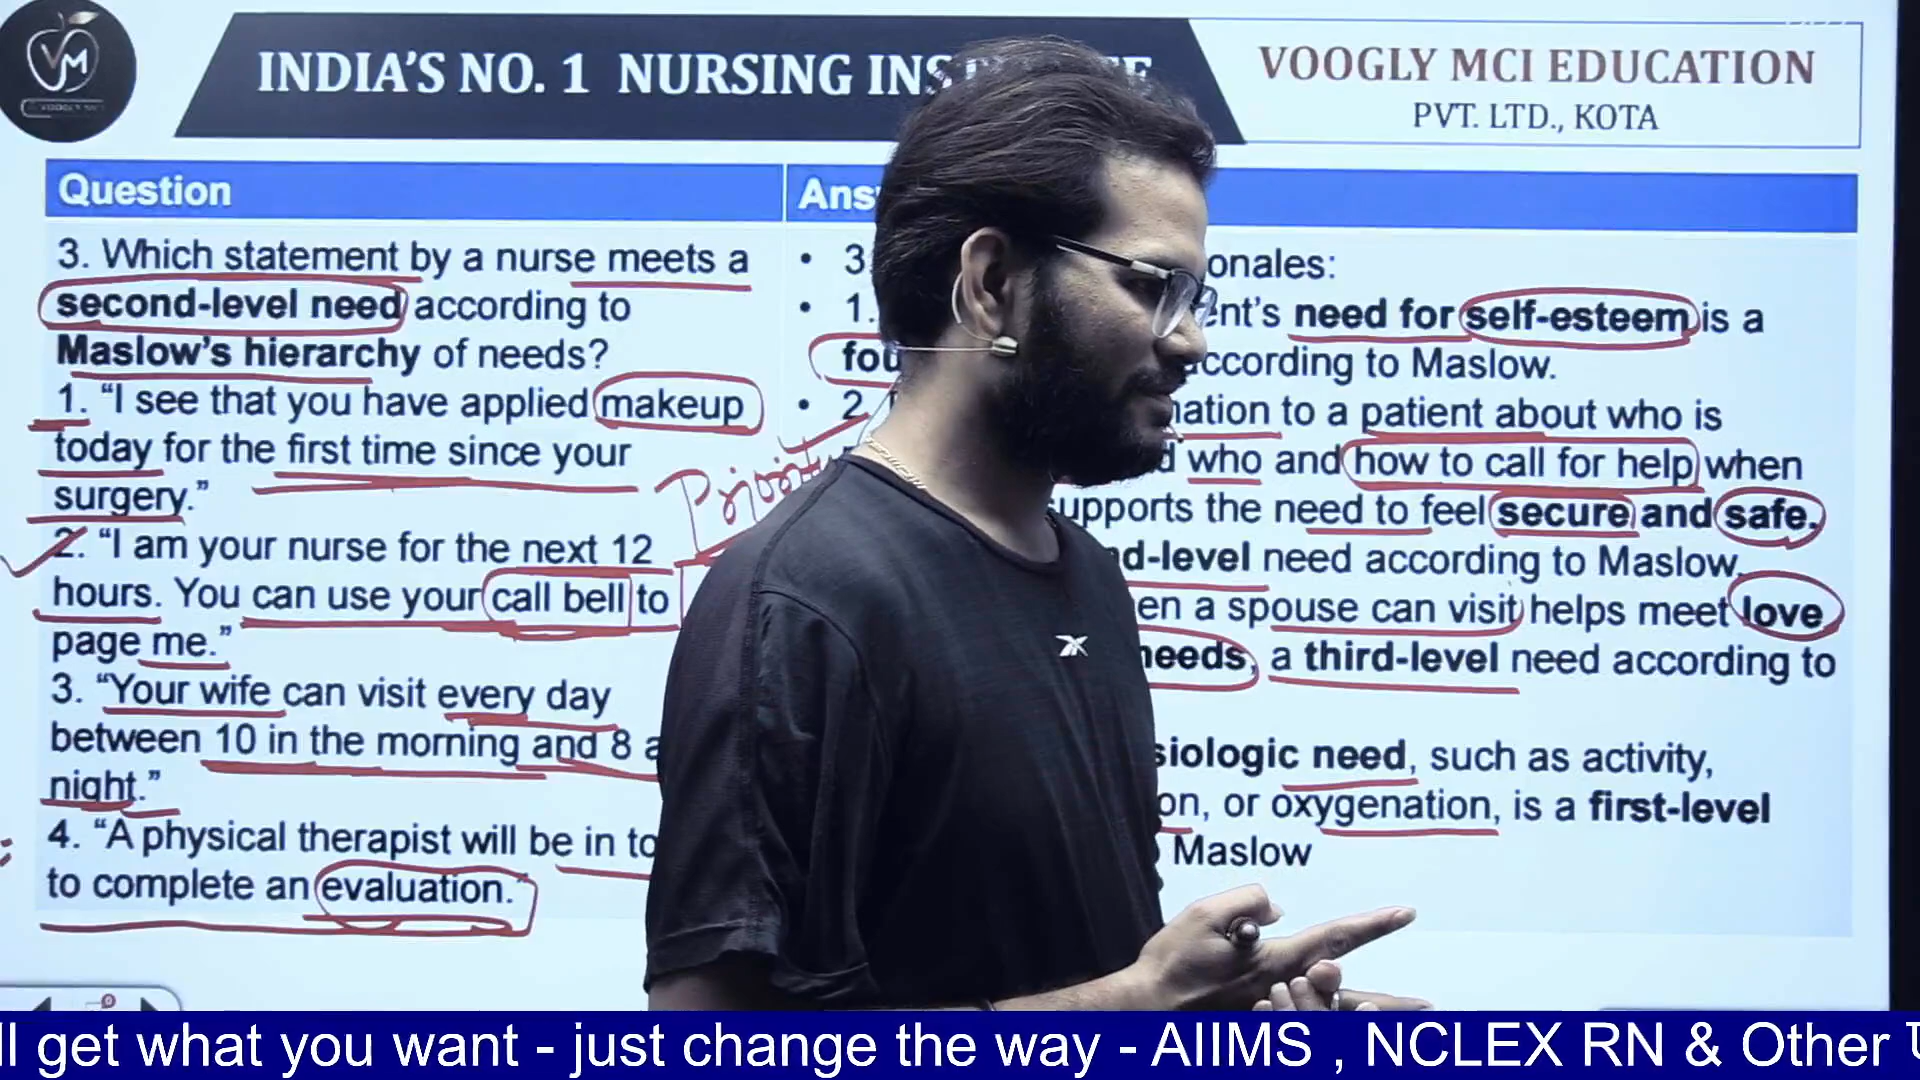 VM
VOOGLY MCI
INDIA'S NO. 1 NURSING INS
VOOGLY MCI EDUCATION
PVT. LTD., KOTA
Question
Ans
3. Which statement by a nurse meets a
second-level need according to
Maslow's hierarchy of needs?
1. “I see that you have applied makeup
today for the first time since your
surgery.”
2. “I am your nurse for the next 12
hours. You can use your call bell to
page me.”
3. “Your wife can visit every day
between 10 in the morning and 8 a
night.”
4. “A physical therapist will be in to
to complete an evaluation.”
Priority
• 3 onales:
• 1. ent's need for self-esteem is a
fou ccording to Maslow.
• 2 nation to a patient about who is
d who and how to call for help when
upports the need to feel secure and safe.
d-level need according to Maslow.
en a spouse can visit helps meet love
needs, a third-level need according to
siologic need, such as activity,
on, or oxygenation, is a first-level
Maslow
ll get what you want - just change the way - AIIMS , NCLEX RN & Other